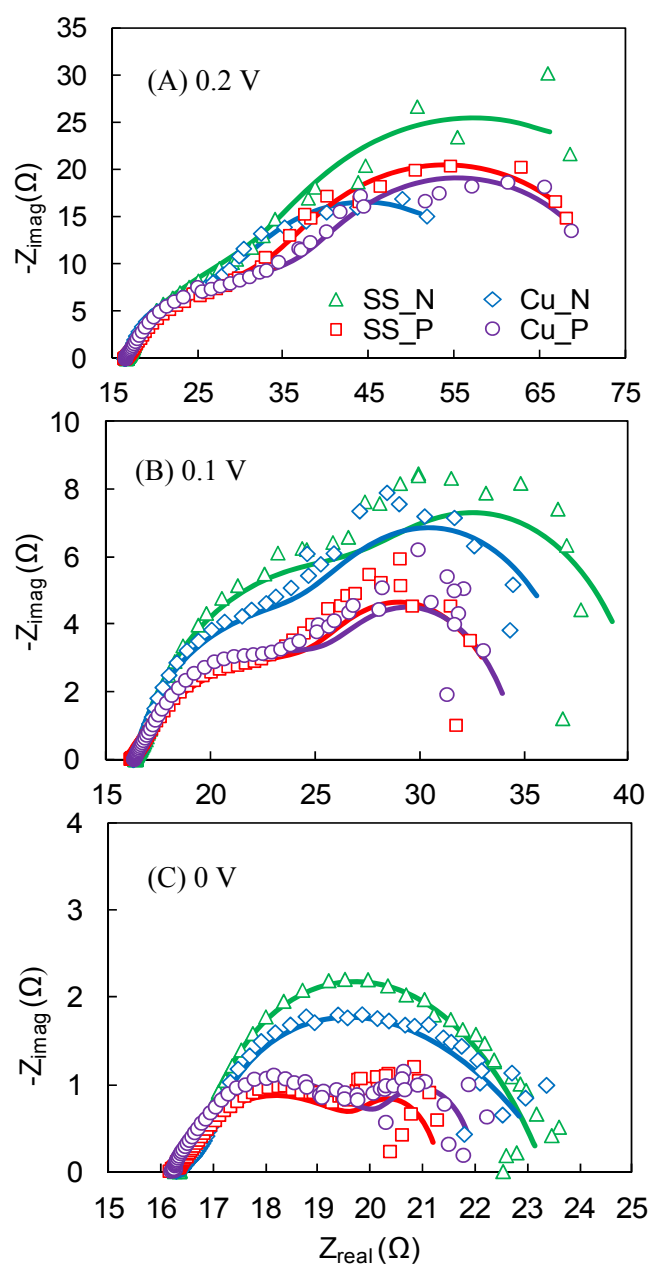 (A) 0.2 V
-Z_imag(Ω)
35
30
25
20
15
10
5
0
SS_N Cu_N
SS_P Cu_P
15 25 35 45 55 65 75
(B) 0.1 V
-Z_imag(Ω)
10
8
6
4
2
0
15 20 25 30 35 40
(C) 0 V
-Z_imag(Ω)
4
3
2
1
0
15 16 17 18 19 20 21 22 23 24 25
Z_real(Ω)